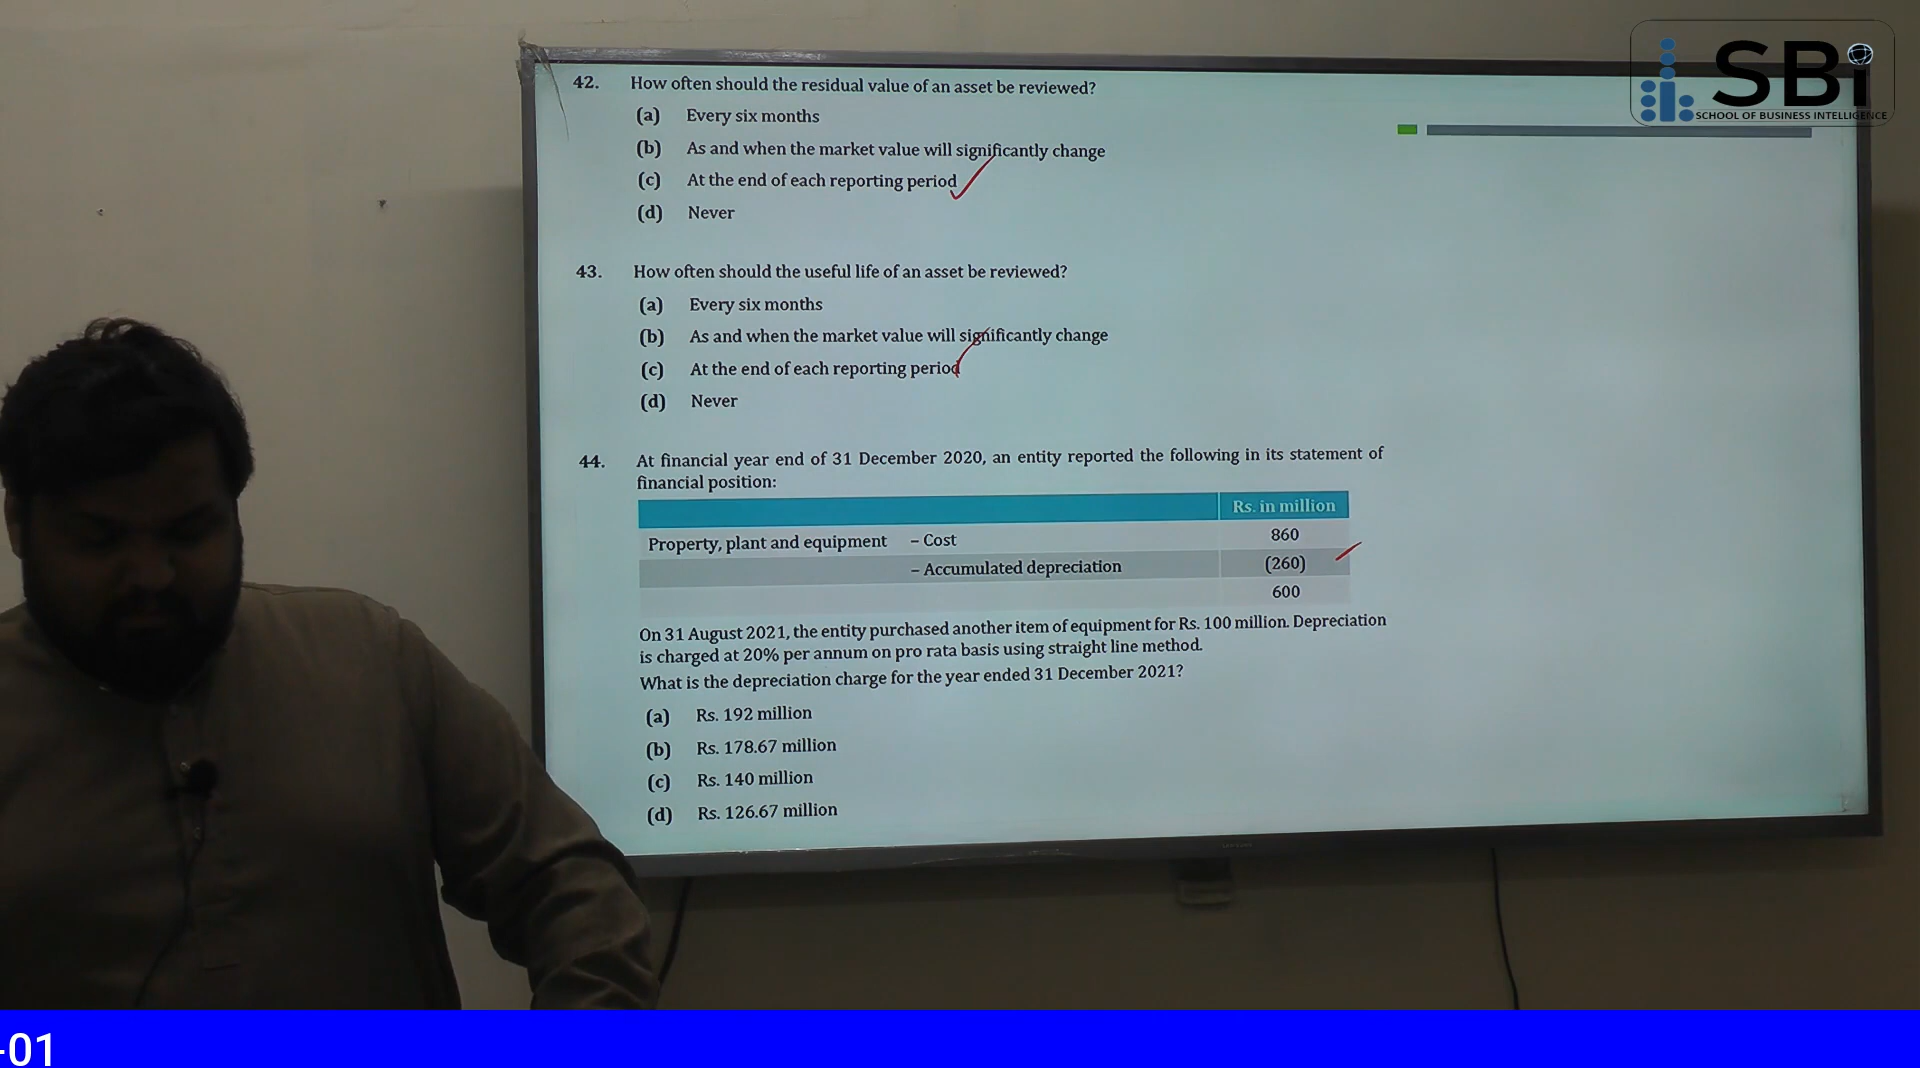 SBi
SCHOOL OF BUSINESS INTELLIGENCE
42. How often should the residual value of an asset be reviewed?
(a) Every six months
(b) As and when the market value will significantly change
(c) At the end of each reporting period
(d) Never
43. How often should the useful life of an asset be reviewed?
(a) Every six months
(b) As and when the market value will significantly change
(c) At the end of each reporting period
(d) Never
44. At financial year end of 31 December 2020, an entity reported the following in its statement of
financial position:
Rs. in million
Property, plant and equipment – Cost 860
– Accumulated depreciation (260)
600
On 31 August 2021, the entity purchased another item of equipment for Rs. 100 million. Depreciation
is charged at 20% per annum on pro rata basis using straight line method.
What is the depreciation charge for the year ended 31 December 2021?
(a) Rs. 192 million
(b) Rs. 178.67 million
(c) Rs. 140 million
(d) Rs. 126.67 million
-01